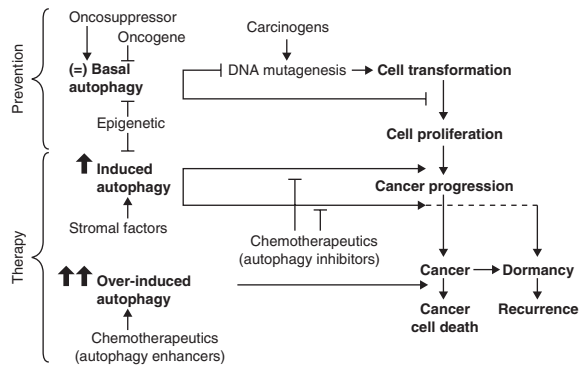 Oncosuppressor
Oncogene
Carcinogens
Prevention
(=) Basal
autophagy
DNA mutagenesis
Cell transformation
Epigenetic
Cell proliferation
Induced
autophagy
Cancer progression
Stromal factors
Chemotherapeutics
(autophagy inhibitors)
Therapy
Over-induced
autophagy
Cancer
Dormancy
Cancer
cell death
Recurrence
Chemotherapeutics
(autophagy enhancers)